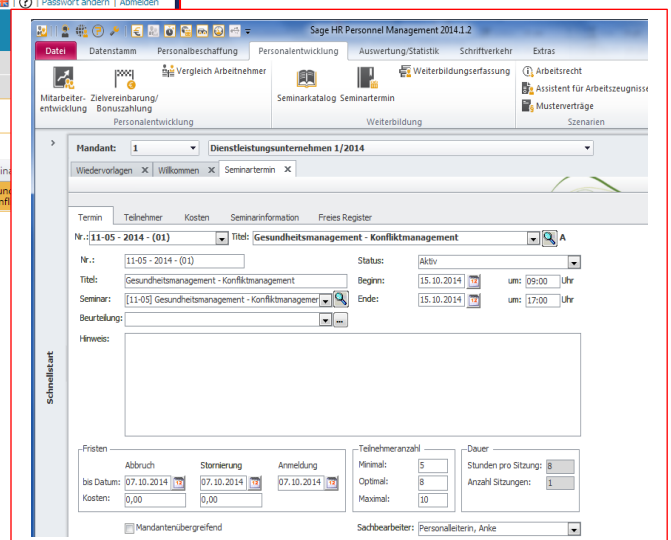 Passwort ändern | Abmelden
Sage HR Personnel Management 2014.1.2
Datei Datenstamm Personalbeschaffung Personalentwicklung Auswertung/Statistik Schriftverkehr Extras
Vergleich Arbeitnehmer Weiterbildungserfassung Arbeitsrecht
Assistent für Arbeitszeugnisse
Mitarbeiter- Zielvereinbarung/ Seminarkatalog Seminartermin
entwicklung Bonuszahlung Musterverträge
Personalentwicklung Weiterbildung Szenarien
Mandant: 1 Dienstleistungsunternehmen 1/2014
Wiedervorlagen X Willkommen X Seminartermin X
Termin Teilnehmer Kosten Seminarinformation Freies Register
Nr.: 11-05 - 2014 - (01) Titel: Gesundheitsmanagement - Konfliktmanagement A
Nr.: 11-05 - 2014 - (01) Status: Aktiv
Titel: Gesundheitsmanagement - Konfliktmanagement Beginn: 15.10.2014 um: 09:00 Uhr
Seminar: [11-05] Gesundheitsmanagement - Konfliktmanagemer Ende: 15.10.2014 um: 17:00 Uhr
Beurteilung:
Hinweis:
Schnellstart
Fristen Teilnehmeranzahl Dauer
Abbruch Stornierung Anmeldung Minimal: 5 Stunden pro Sitzung: 8
bis Datum: 07.10.2014 07.10.2014 07.10.2014 Optimal: 8 Anzahl Sitzungen: 1
Kosten: 0,00 0,00 Maximal: 10
Mandantenübergreifend Sachbearbeiter: Personalleiterin, Anke